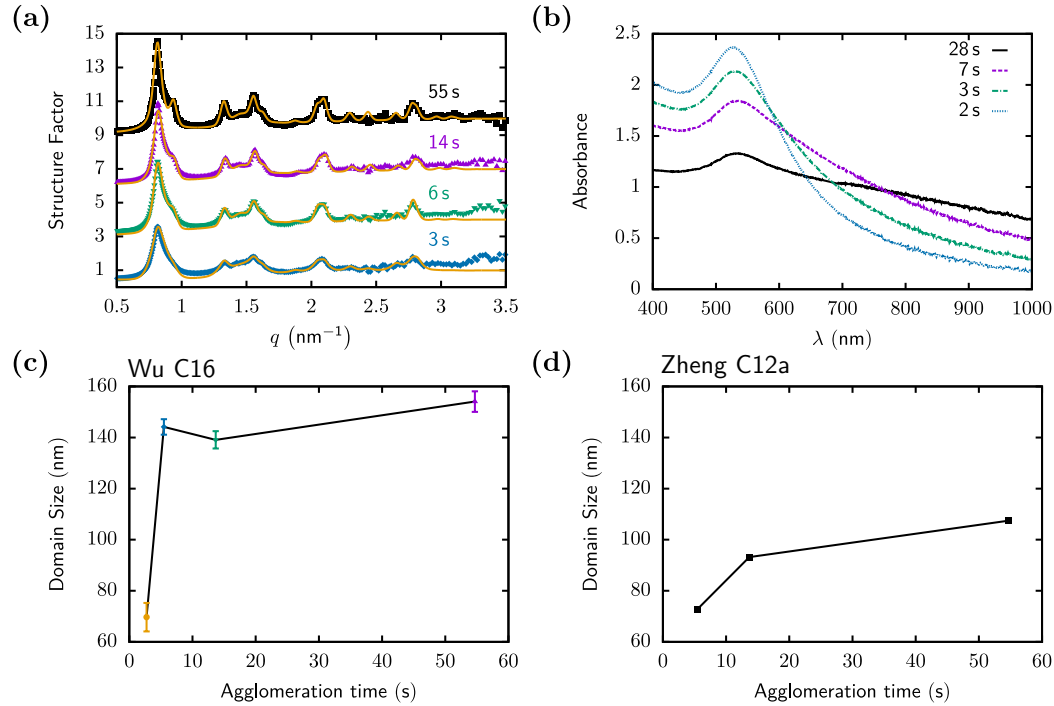 (a)
15
13
11
9
7
5
3
1
Structure Factor
55 s
14 s
6 s
3 s
0.5 1 1.5 2 2.5 3 3.5
q (nm⁻¹)
(b)
2.5
2
1.5
1
0.5
0
Absorbance
28 s
7 s
3 s
2 s
400 500 600 700 800 900 1000
λ (nm)
(c)
Wu C16
160
140
120
100
80
60
Domain Size (nm)
0 10 20 30 40 50 60
Agglomeration time (s)
(d)
Zheng C12a
160
140
120
100
80
60
Domain Size (nm)
0 10 20 30 40 50 60
Agglomeration time (s)